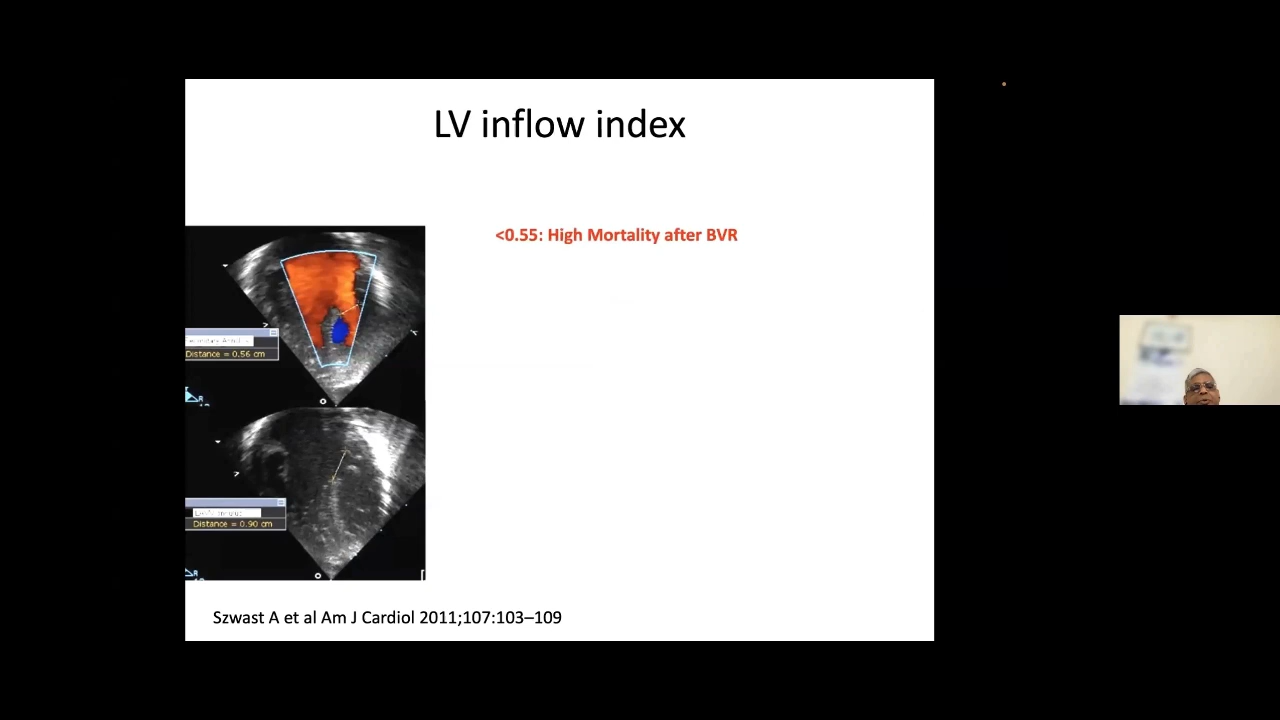 LV inflow index
<0.55: High Mortality after BVR
Distance = 0.56 cm
Distance = 0.90 cm
Szwast A et al Am J Cardiol 2011;107:103–109